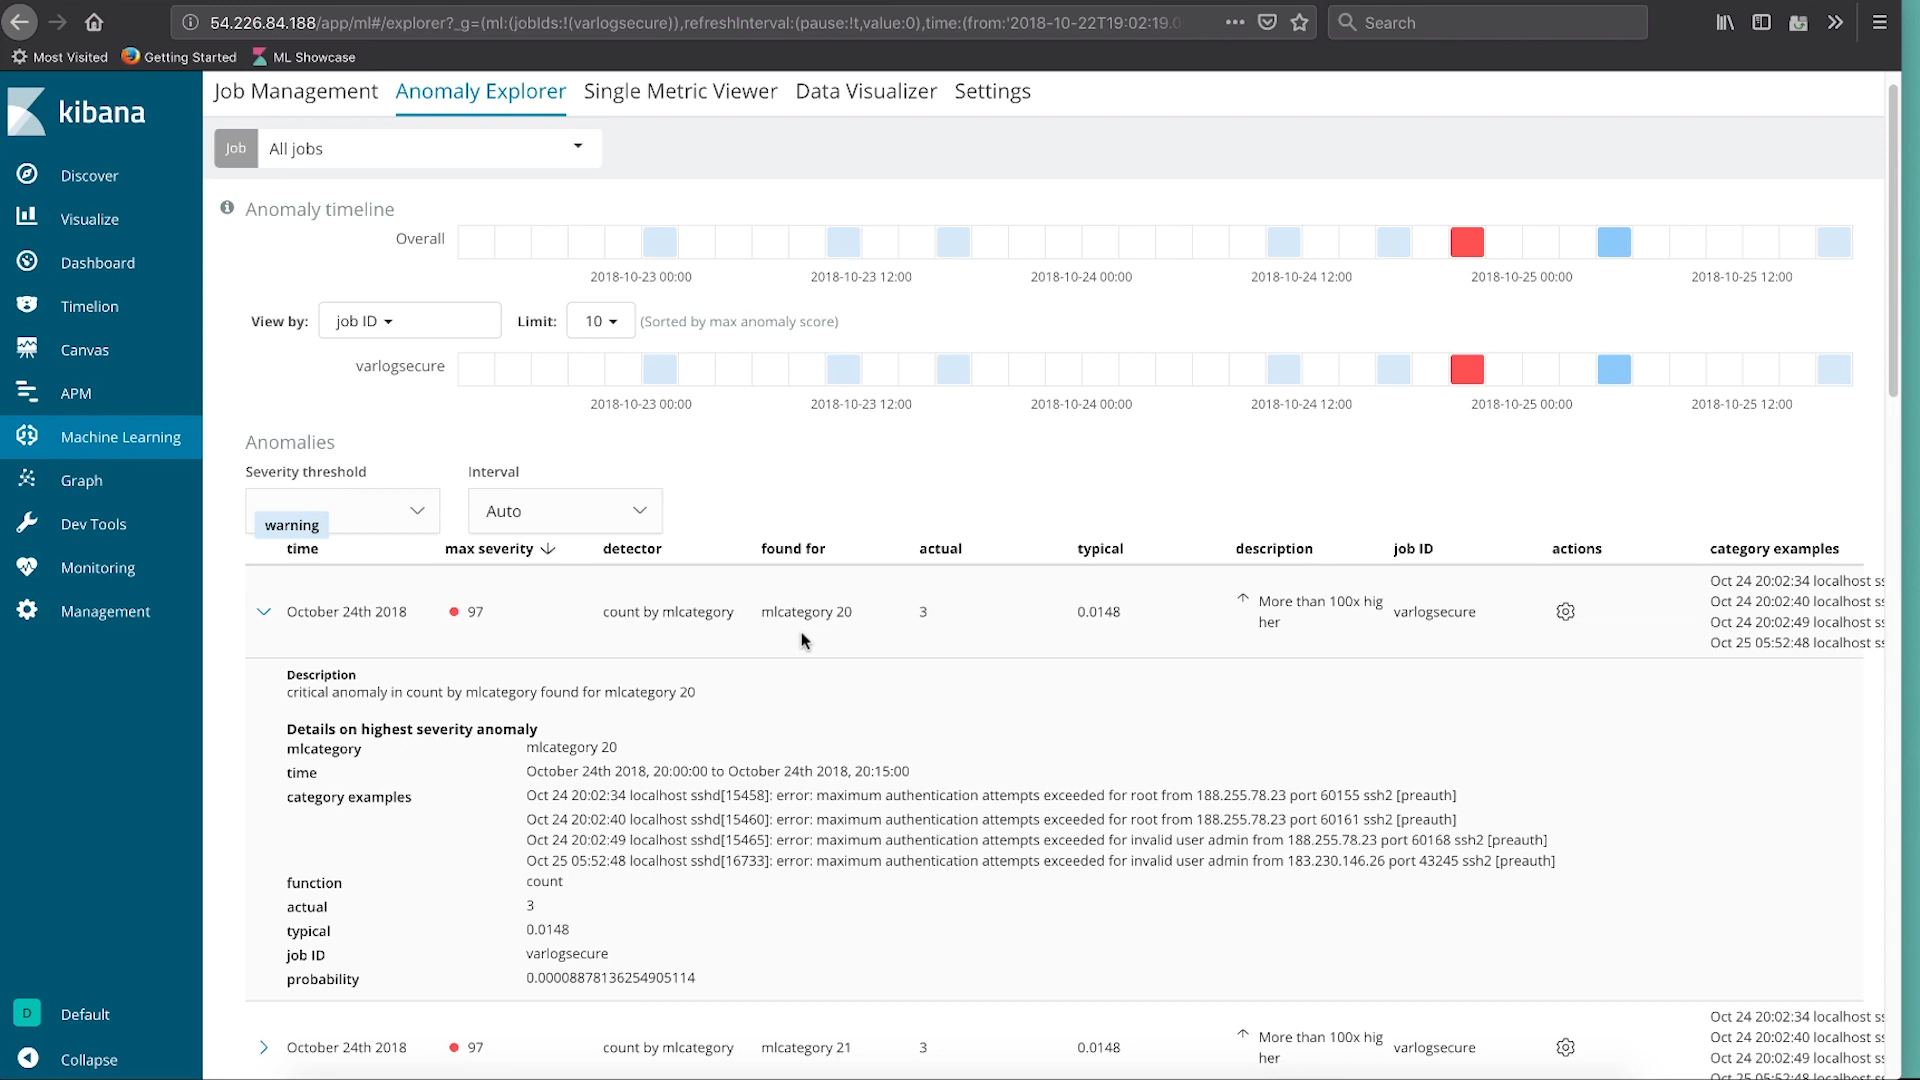 54.226.84.188/app/ml#/explorer?_g=(ml:(jobIds:!(varlogsecure)),refreshInterval:(pause:!t,value:0),time:(from:'2018-10-22T19:02:19.0
Search
Most Visited
Getting Started
ML Showcase
kibana
Discover
Visualize
Dashboard
Timelion
Canvas
APM
Machine Learning
Graph
Dev Tools
Monitoring
Management
D Default
Collapse
Job Management Anomaly Explorer Single Metric Viewer Data Visualizer Settings
Job All jobs
Anomaly timeline
Overall
2018-10-23 00:00 2018-10-23 12:00 2018-10-24 00:00 2018-10-24 12:00 2018-10-25 00:00 2018-10-25 12:00
View by: job ID Limit: 10 (Sorted by max anomaly score)
varlogsecure
2018-10-23 00:00 2018-10-23 12:00 2018-10-24 00:00 2018-10-24 12:00 2018-10-25 00:00 2018-10-25 12:00
Anomalies
Severity threshold Interval
warning Auto
time max severity detector found for actual typical description job ID actions category examples
October 24th 2018 97 count by mlcategory mlcategory 20 3 0.0148 More than 100x hig
her varlogsecure
Oct 24 20:02:34 localhost ss
Oct 24 20:02:40 localhost ss
Oct 24 20:02:49 localhost ss
Oct 25 05:52:48 localhost ss
Description
critical anomaly in count by mlcategory found for mlcategory 20
Details on highest severity anomaly
mlcategory mlcategory 20
time October 24th 2018, 20:00:00 to October 24th 2018, 20:15:00
category examples Oct 24 20:02:34 localhost sshd[15458]: error: maximum authentication attempts exceeded for root from 188.255.78.23 port 60155 ssh2 [preauth]
Oct 24 20:02:40 localhost sshd[15460]: error: maximum authentication attempts exceeded for root from 188.255.78.23 port 60161 ssh2 [preauth]
Oct 24 20:02:49 localhost sshd[15465]: error: maximum authentication attempts exceeded for invalid user admin from 188.255.78.23 port 60168 ssh2 [preauth]
Oct 25 05:52:48 localhost sshd[16733]: error: maximum authentication attempts exceeded for invalid user admin from 183.230.146.26 port 43245 ssh2 [preauth]
function count
actual 3
typical 0.0148
job ID varlogsecure
probability 0.00008878136254905114
October 24th 2018 97 count by mlcategory mlcategory 21 3 0.0148 More than 100x hig
her varlogsecure
Oct 24 20:02:34 localhost ss
Oct 24 20:02:40 localhost ss
Oct 24 20:02:49 localhost ss
Oct 25 05:52:48 localhost ss